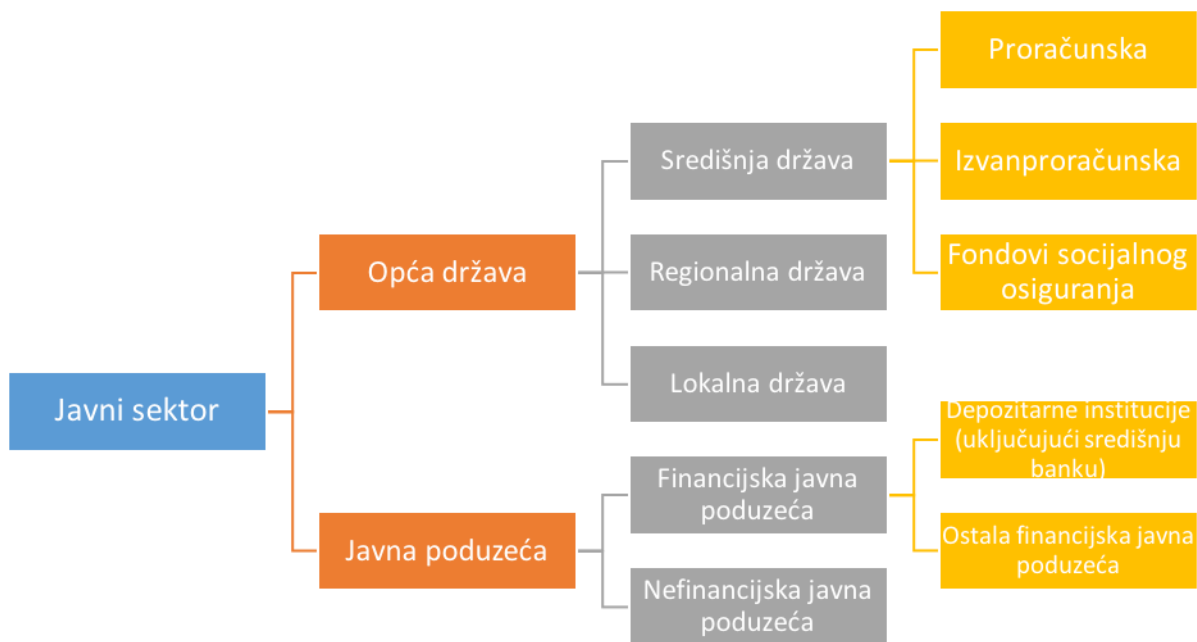 Javni sektor
Opća država
Središnja država
Proračunska
Izvanproračunska
Fondovi socijalnog
osiguranja
Regionalna država
Lokalna država
Javna poduzeća
Financijska javna
poduzeća
Depozitarne institucije
(uključujući središnju
banku)
Ostala financijska javna
poduzeća
Nefinancijska javna
poduzeća